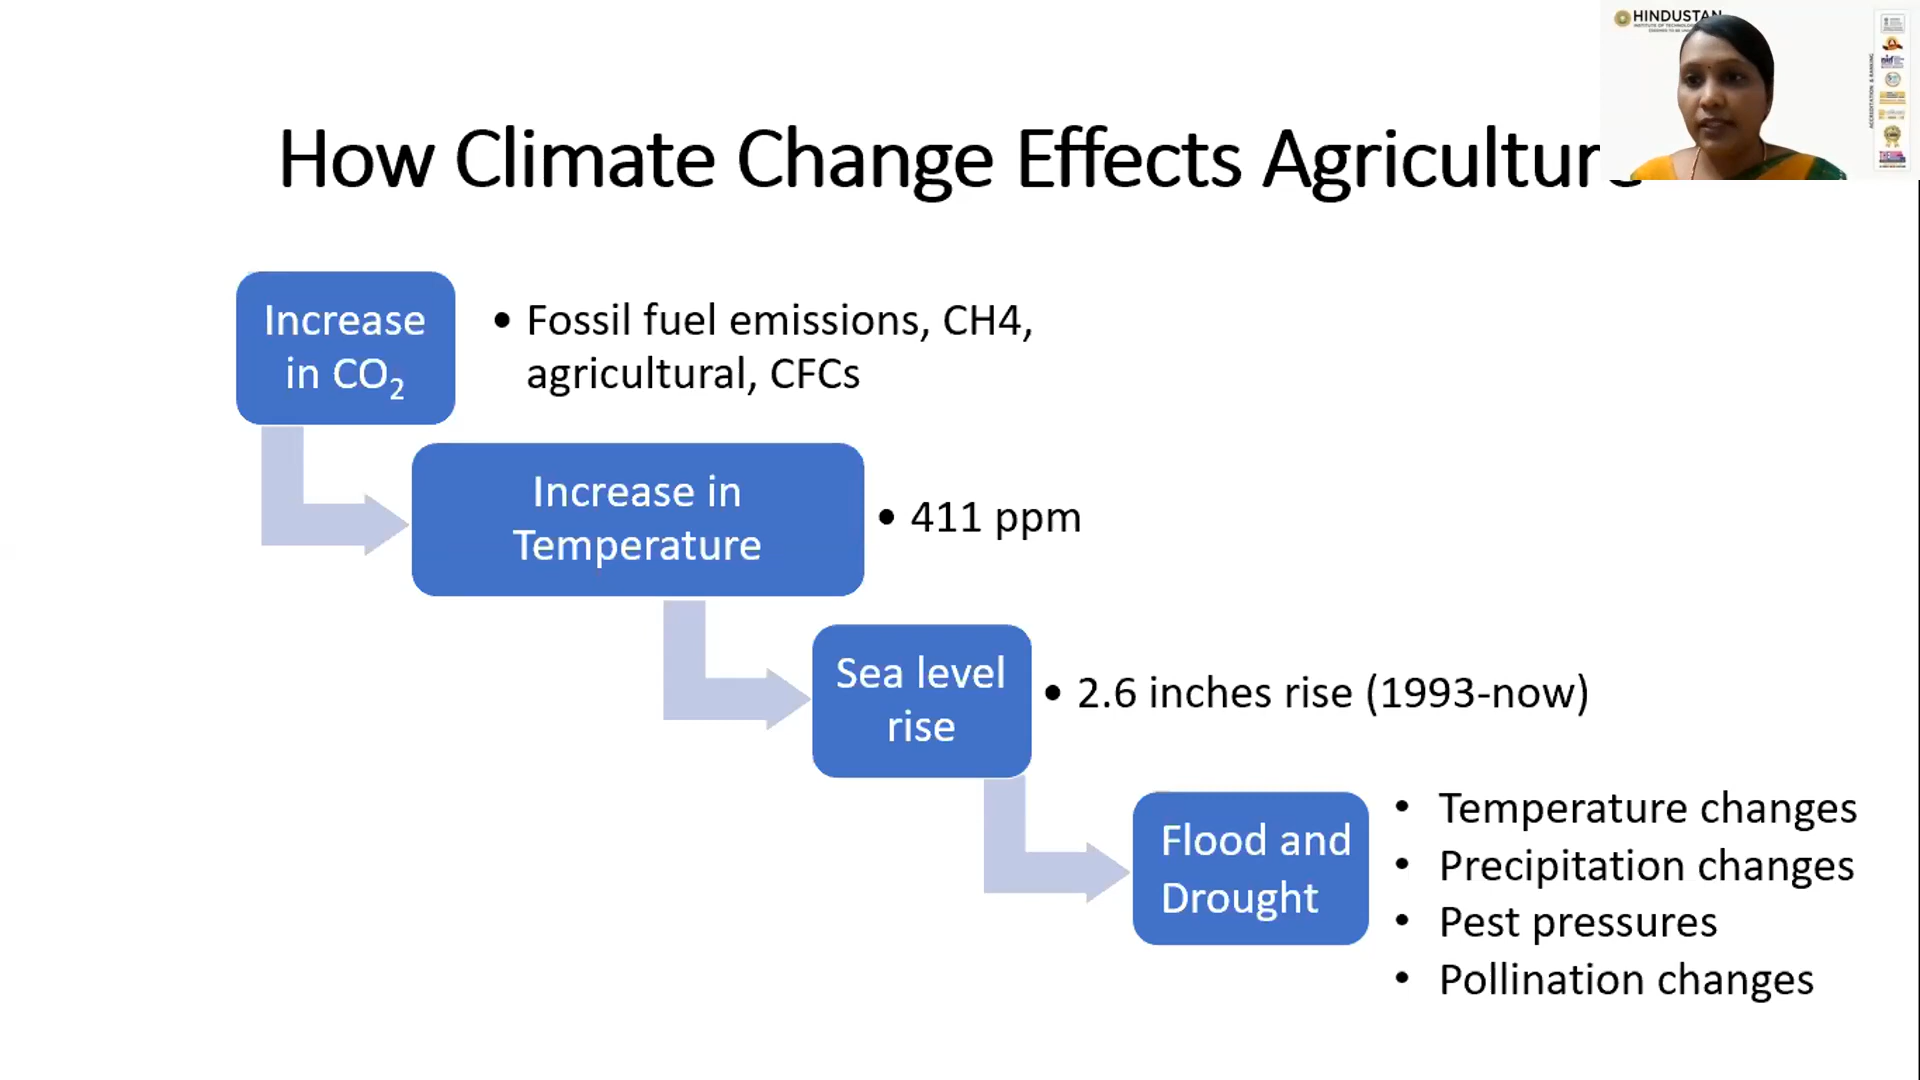 HINDUSTAN
How Climate Change Effects Agriculture
Increase
in CO₂
• Fossil fuel emissions, CH4,
agricultural, CFCs
Increase in
Temperature
• 411 ppm
Sea level
rise
• 2.6 inches rise (1993-now)
Flood and
Drought
• Temperature changes
• Precipitation changes
• Pest pressures
• Pollination changes
ACCREDITATION & RANKING